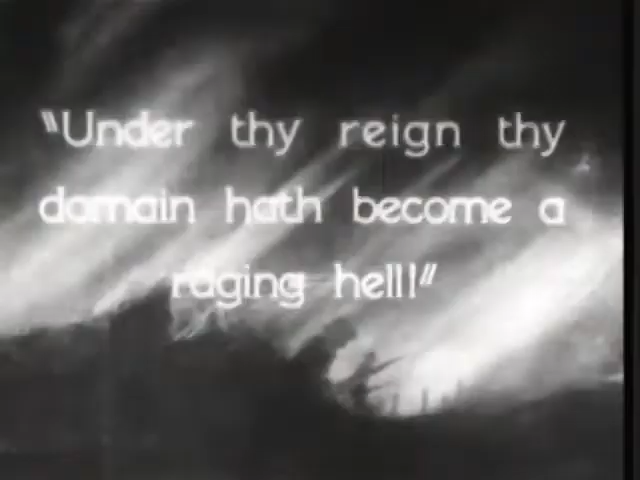 "Under thy reign thy
domain hath become a
raging hell!"